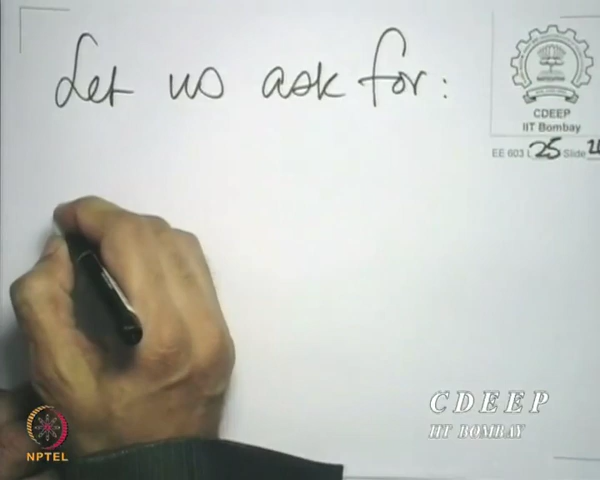 Let us ask for:
CDEEP
IIT Bombay
EE 603 L 25 Slide
CDEEP
IIT BOMBAY
NPTEL